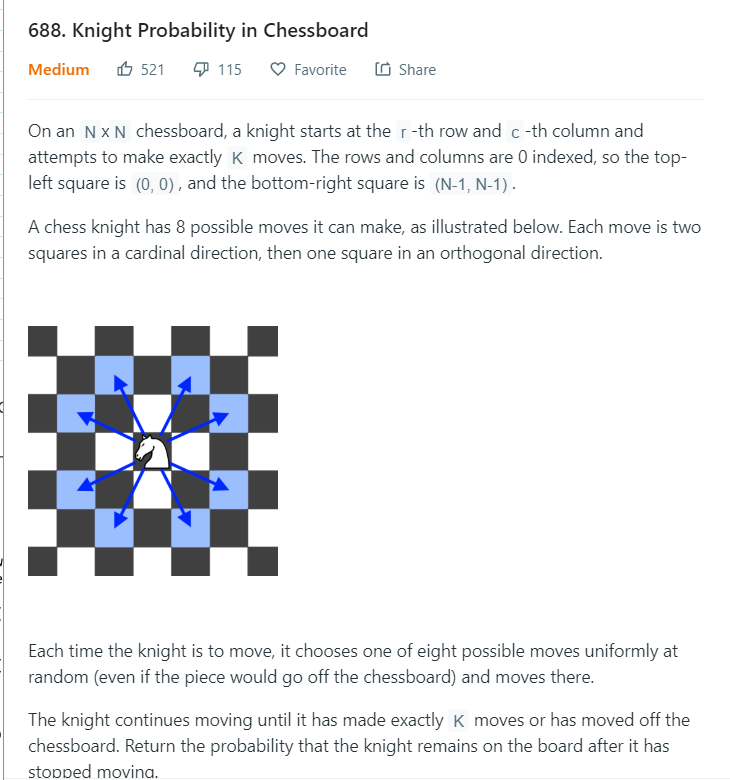 688. Knight Probability in Chessboard
Medium 521 115 Favorite Share
On an N x N chessboard, a knight starts at the r -th row and c -th column and
attempts to make exactly K moves. The rows and columns are 0 indexed, so the top-
left square is (0, 0) , and the bottom-right square is (N-1, N-1) .
A chess knight has 8 possible moves it can make, as illustrated below. Each move is two
squares in a cardinal direction, then one square in an orthogonal direction.
Each time the knight is to move, it chooses one of eight possible moves uniformly at
random (even if the piece would go off the chessboard) and moves there.
The knight continues moving until it has made exactly K moves or has moved off the
chessboard. Return the probability that the knight remains on the board after it has
stopped moving.